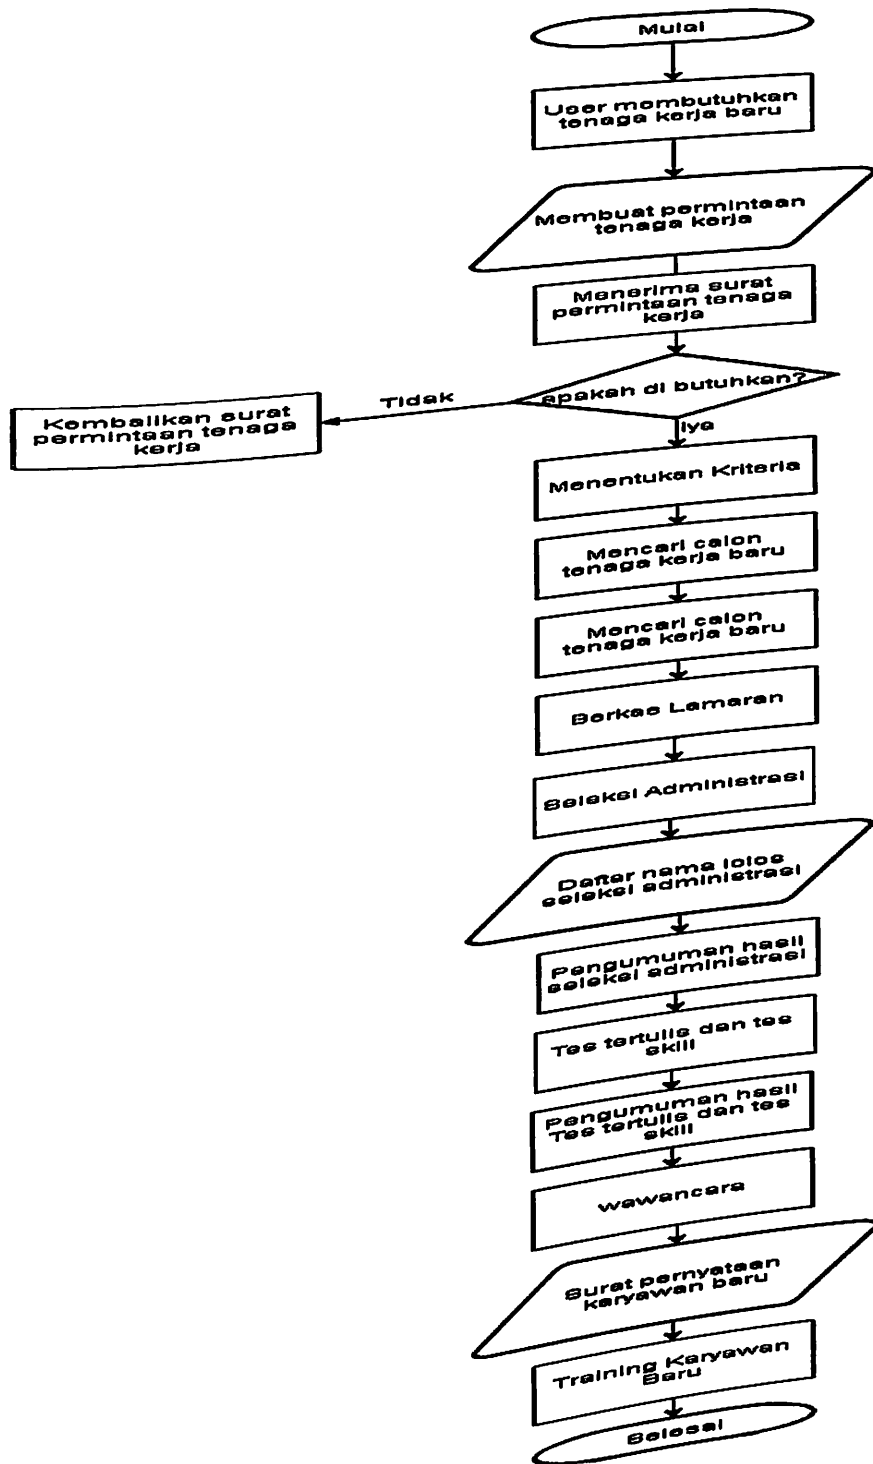 Mulai
User membutuhkan
tenaga kerja baru
Membuat permintaan
tenaga kerja
Menerima surat
permintaan tenaga
kerja
apakah di butuhkan?
Tidak
Iya
Kembalikan surat
permintaan tenaga
kerja
Menentukan Kriteria
Mencari calon
tenaga kerja baru
Mencari calon
tenaga kerja baru
Berkas Lamaran
Seleksi Administrasi
Daftar nama lolos
seleksi administrasi
Pengumuman hasil
seleksi administrasi
Tes tertulis dan tes
skill
Pengumuman hasil
Tes tertulis dan tes
skill
wawancara
Surat pernyataan
karyawan baru
Training Karyawan
Baru
Selesai